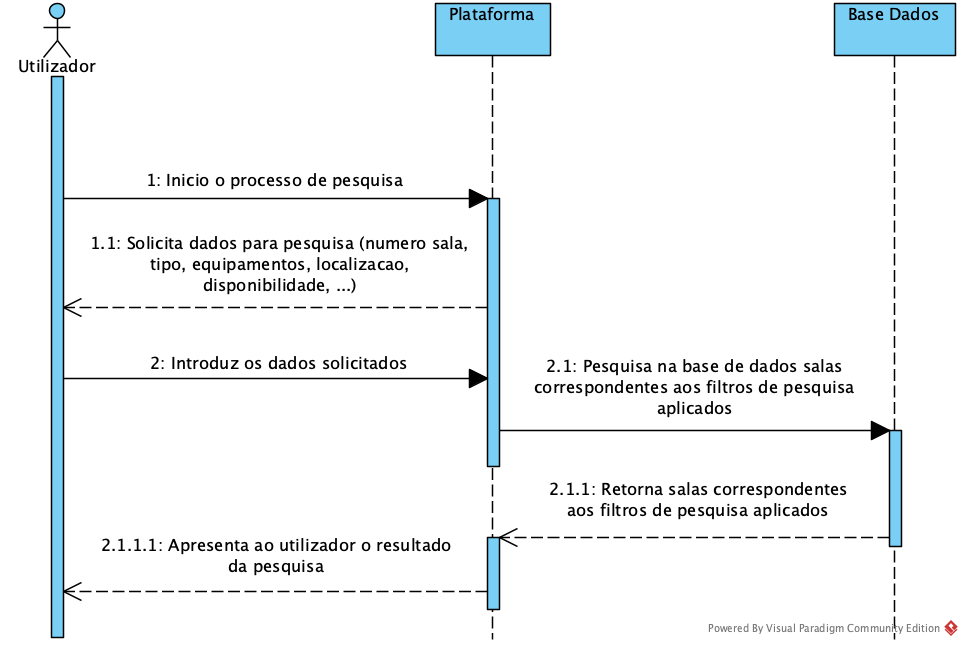 Utilizador
Plataforma
Base Dados
1: Inicio o processo de pesquisa
1.1: Solicita dados para pesquisa (numero sala,
tipo, equipamentos, localizacao,
disponibilidade, ...)
2: Introduz os dados solicitados
2.1: Pesquisa na base de dados salas
correspondentes aos filtros de pesquisa
aplicados
2.1.1: Retorna salas correspondentes
aos filtros de pesquisa aplicados
2.1.1.1: Apresenta ao utilizador o resultado
da pesquisa
Powered By Visual Paradigm Community Edition